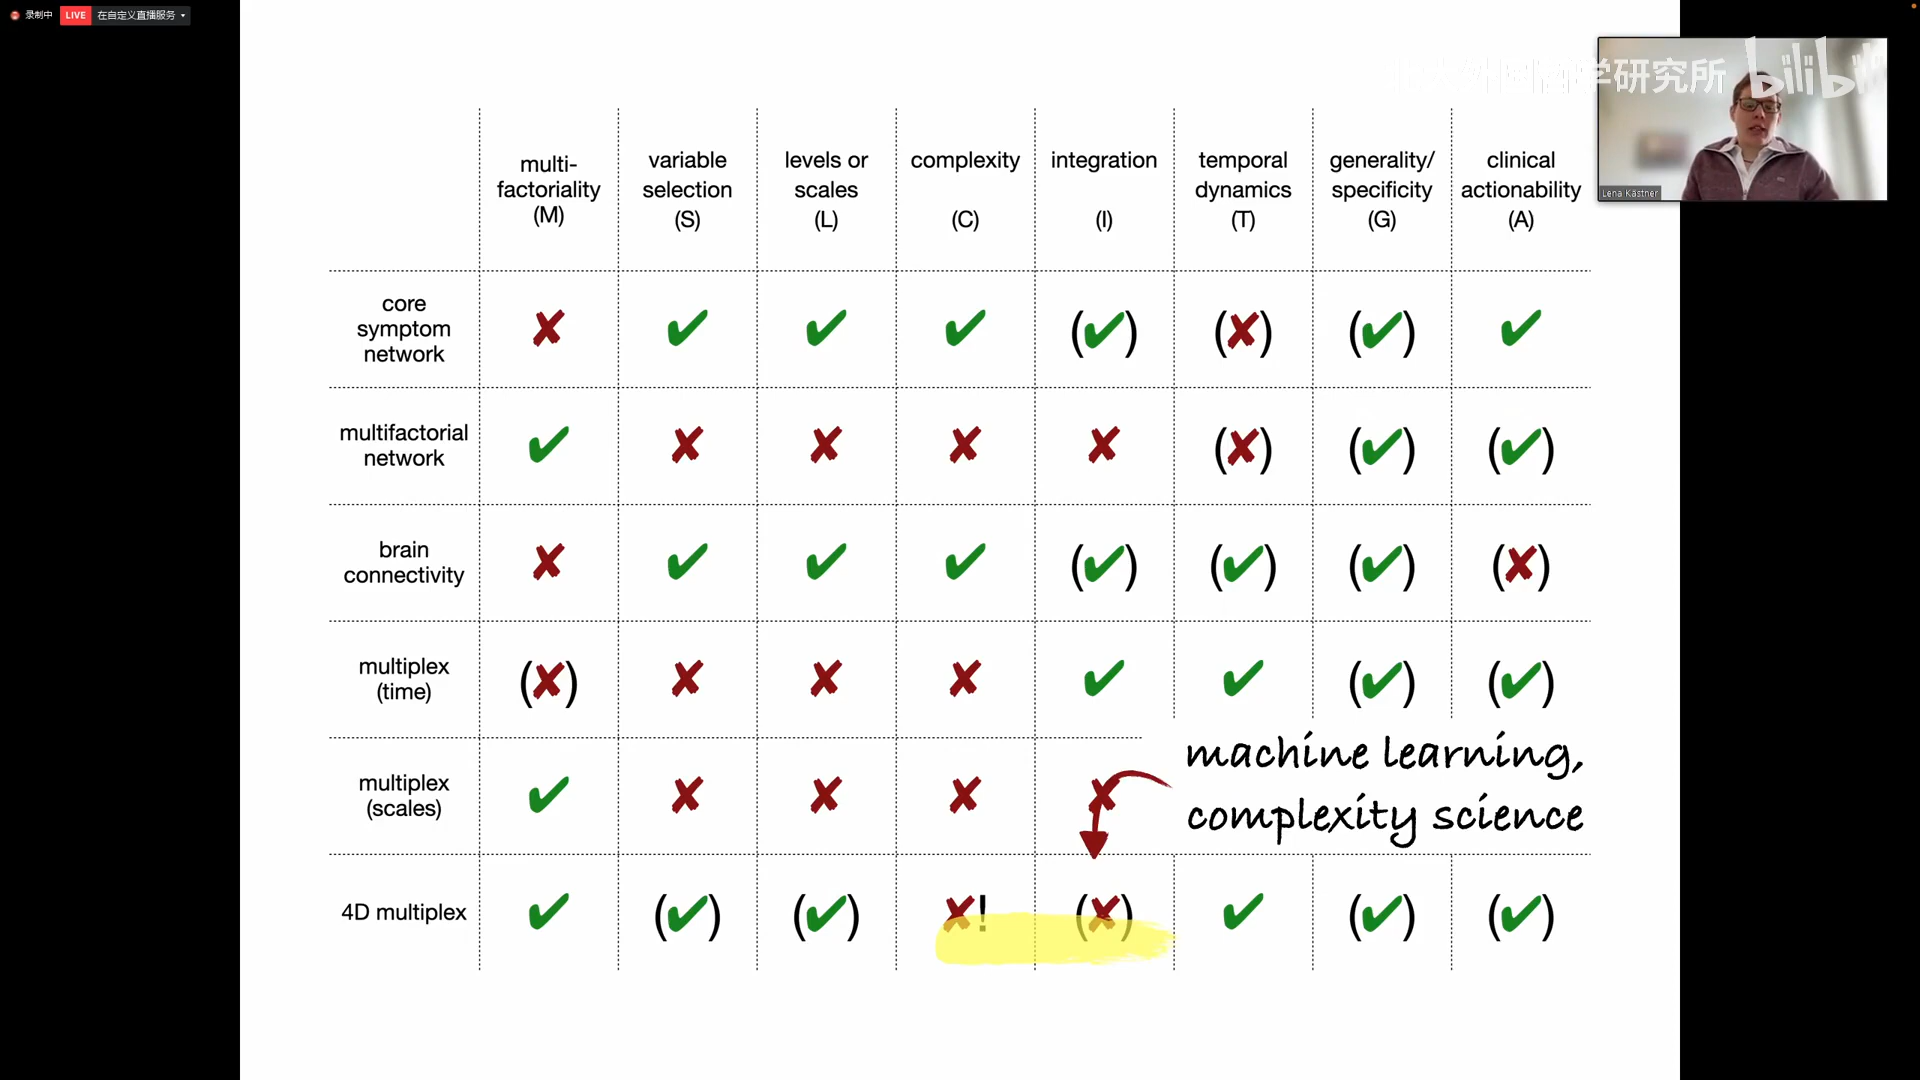 录制中
LIVE
在自定义直播服务
学研究所
bilibili
Lena Kästner
multi-
factoriality
(M)
variable
selection
(S)
levels or
scales
(L)
complexity
(C)
integration
(I)
temporal
dynamics
(T)
generality/
specificity
(G)
clinical
actionability
(A)
core
symptom
network
✘ ✔ ✔ ✔ (✔) (✘) (✔) ✔
multifactorial
network
✔ ✘ ✘ ✘ ✘ (✘) (✔) (✔)
brain
connectivity
✘ ✔ ✔ ✔ (✔) (✔) (✔) (✘)
multiplex
(time)
(✘) ✘ ✘ ✘ ✔ ✔ (✔) (✔)
multiplex
(scales)
✔ ✘ ✘ ✘ ✘
machine learning,
complexity science
4D multiplex
✔ (✔) (✔) ✘! (✘) ✔ (✔) (✔)